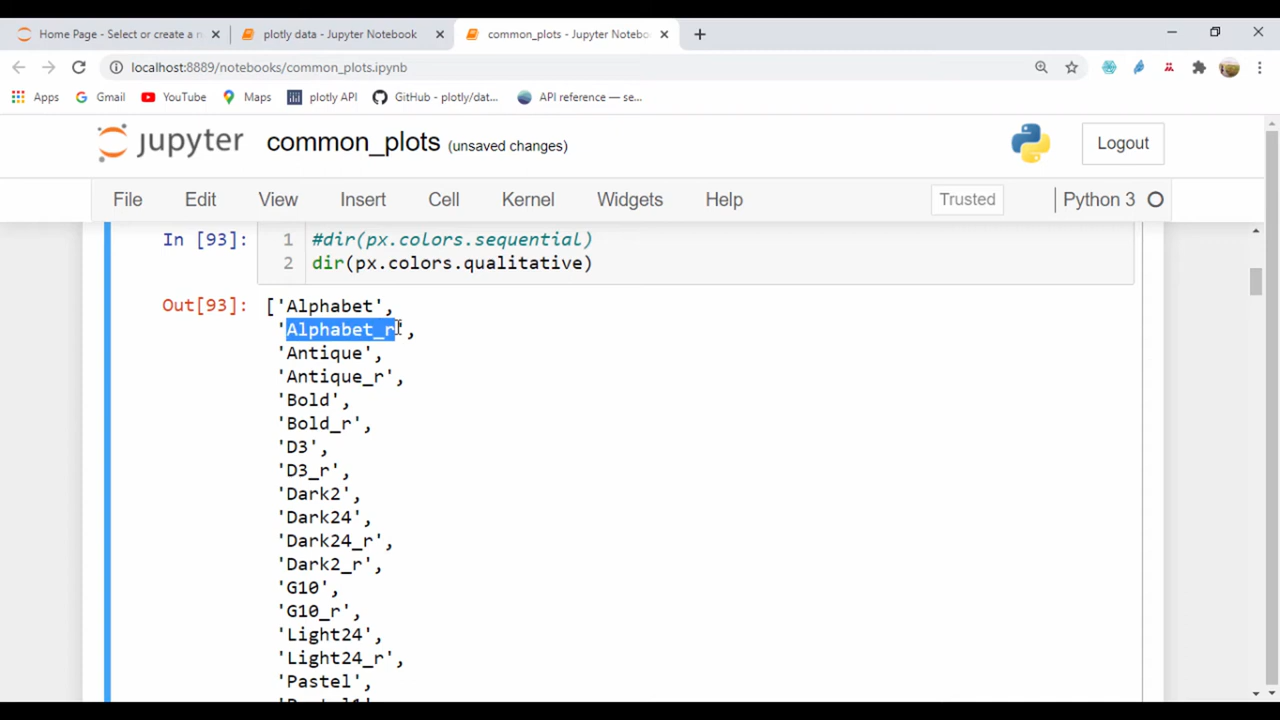 Home Page - Select or create a n
plotly data - Jupyter Notebook
common_plots - Jupyter Notebo
localhost:8889/notebooks/common_plots.ipynb
Apps
Gmail
YouTube
Maps
plotly API
GitHub - plotly/dat...
API reference — se...
jupyter
common_plots (unsaved changes)
Logout
File Edit View Insert Cell Kernel Widgets Help
Trusted
Python 3
In [93]:
1 #dir(px.colors.sequential)
2 dir(px.colors.qualitative)
Out[93]:
['Alphabet',
'Alphabet_r',
'Antique',
'Antique_r',
'Bold',
'Bold_r',
'D3',
'D3_r',
'Dark2',
'Dark24',
'Dark24_r',
'Dark2_r',
'G10',
'G10_r',
'Light24',
'Light24_r',
'Pastel',